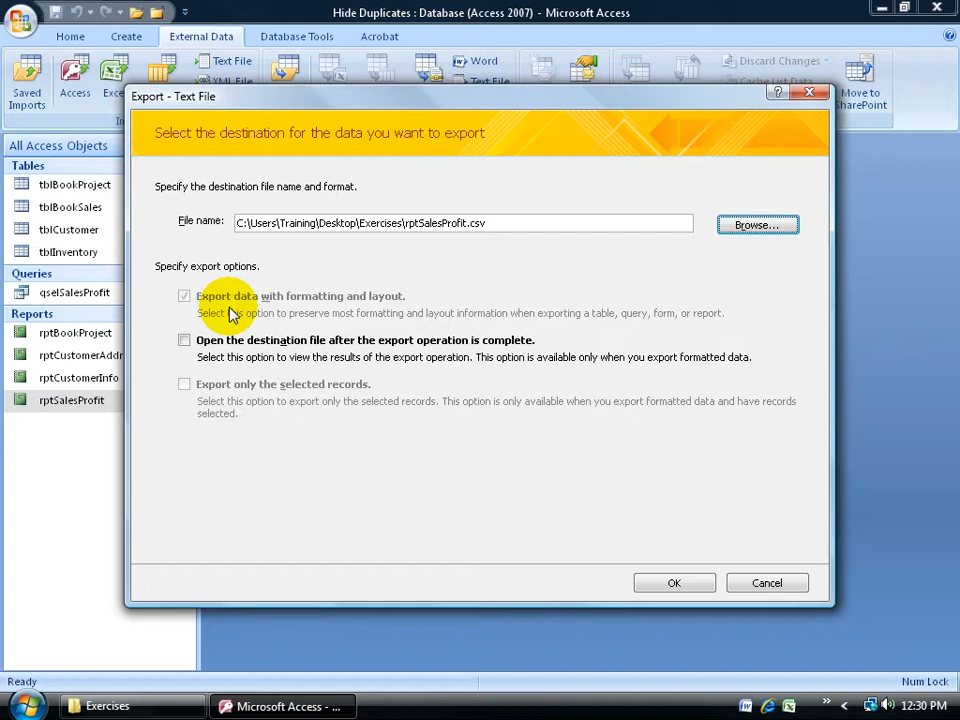 Hide Duplicates : Database (Access 2007) - Microsoft Access
Home Create External Data Database Tools Acrobat
Saved Imports
Access
Text File
Word
Discard Changes
Move to SharePoint
Export - Text File
Select the destination for the data you want to export
Specify the destination file name and format.
File name: C:\Users\Training\Desktop\Exercises\rptSalesProfit.csv Browse...
Specify export options.
Export data with formatting and layout.
Select this option to preserve most formatting and layout information when exporting a table, query, form, or report.
Open the destination file after the export operation is complete.
Select this option to view the results of the export operation. This option is available only when you export formatted data.
Export only the selected records.
Select this option to export only the selected records. This option is only available when you export formatted data and have records
selected.
OK Cancel
All Access Objects
Tables
tblBookProject
tblBookSales
tblCustomer
tblInventory
Queries
qselSalesProfit
Reports
rptBookProject
rptCustomerAddr
rptCustomerInfo
rptSalesProfit
Ready Num Lock
Exercises Microsoft Access - ... 12:30 PM